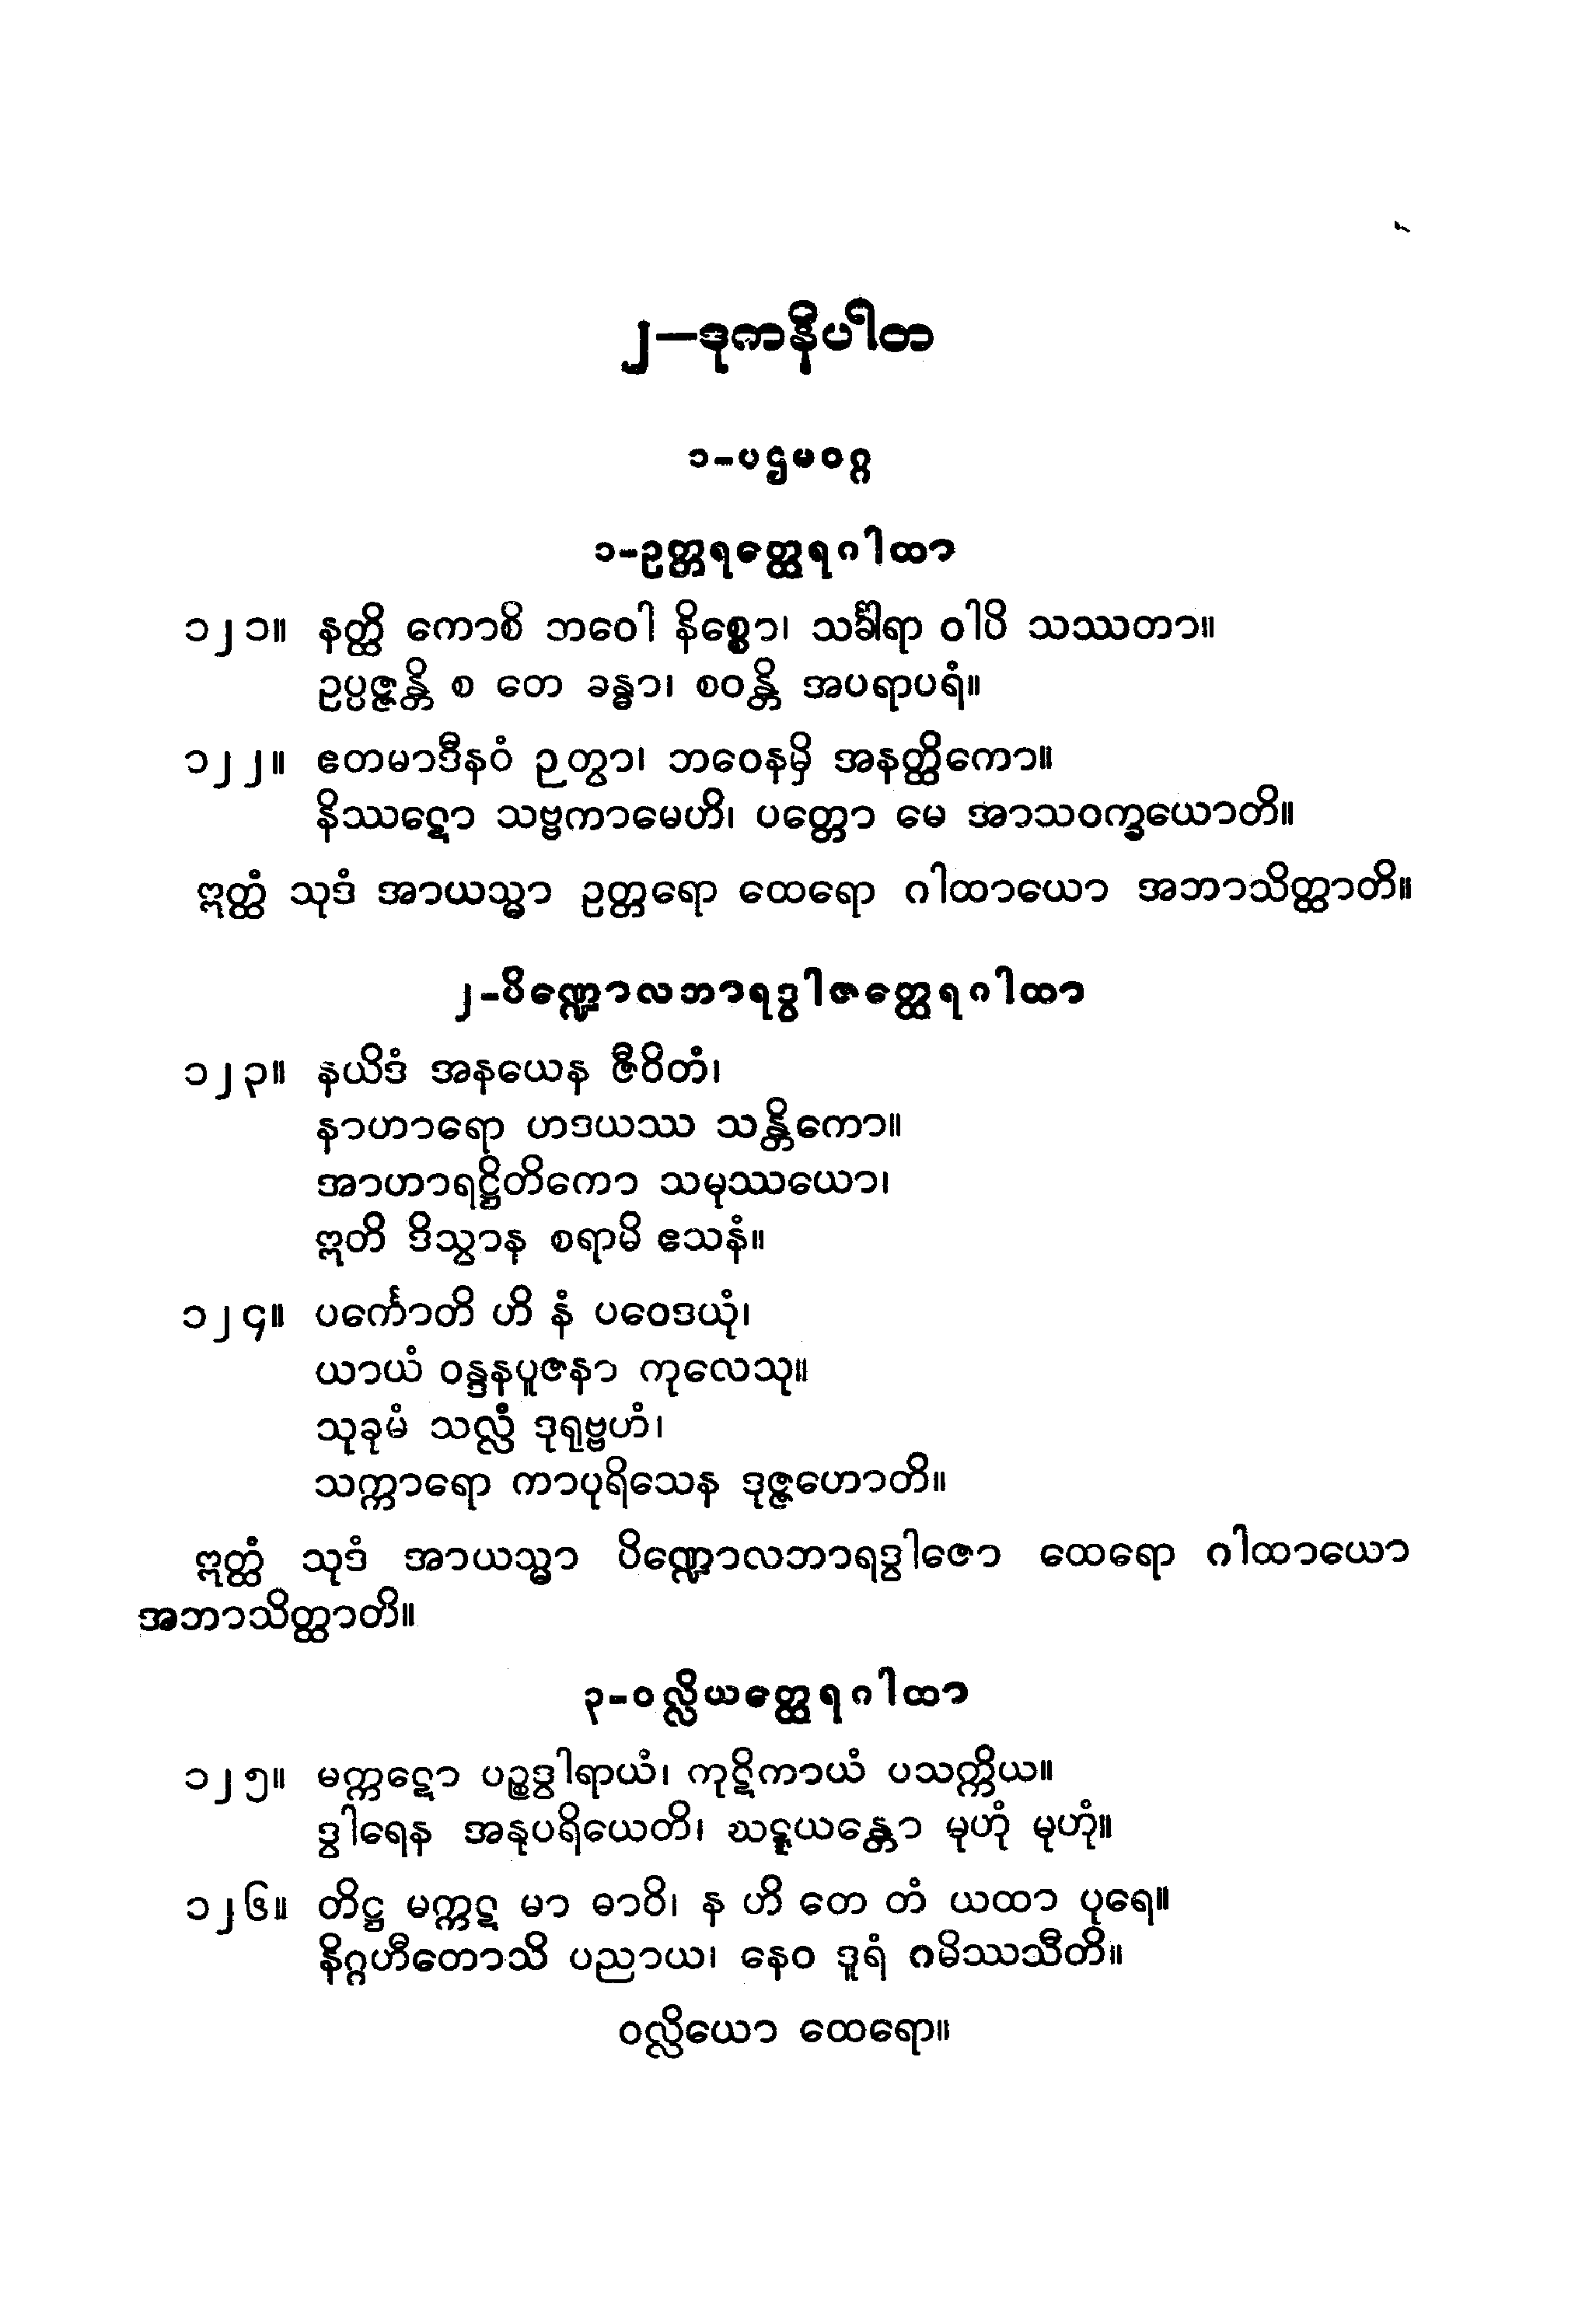 ၂–ဒုကနိပါတ
၁-ပဌမဝဂ္ဂ
၁-ဥတ္တရတ္ထေရဂါထာ
၁၂၁။ နတ္ထိ ကောစိ ဘဝေါ နိစ္စော၊ သင်္ခါရာ ဝါပိ သဿတာ။
ဥပ္ပဇ္ဇန္တိ စ တေ ခန္ဓာ၊ စဝန္တိ အပရာပရံ။
၁၂၂။ ဧတမာဒီနဝံ ဉတွာ၊ ဘဝေနမှိ အနတ္ထိကော။
နိဿဋော သဗ္ဗကာမေဟိ၊ ပတ္တော မေ အာသဝက္ခယောတိ။
ဣတ္ထံ သုဒံ အာယသ္မာ ဥတ္တရော ထေရော ဂါထာယော အဘာသိတ္ထာတိ။
၂-ပိဏ္ဍောလဘာရဒွါဇတ္ထေရဂါထာ
၁၂၃။ နယိဒံ အနယေန ဇီဝိတံ၊
နာဟာရော ဟဒယဿ သန္တိကော။
အာဟာရဋ္ဌိတိကော သမုဿယော၊
ဣတိ ဒိသွာန စရာမိ ဧသနံ။
၁၂၄။ ပင်္ကောတိ ဟိ နံ ပဝေဒယုံ၊
ယာယံ ဝန္ဒနပူဇနာ ကုလေသု။
သုခုမံ သလ္လံ ဒုရုဗ္ဗဟံ၊
သက္ကာရော ကာပုရိသေန ဒုဇ္ဇဟောတိ။
ဣတ္ထံ သုဒံ အာယသ္မာ ပိဏ္ဍောလဘာရဒွါဇော ထေရော ဂါထာယော
အဘာသိတ္ထာတိ။
၃-ဝလ္လိယတ္ထေရဂါထာ
၁၂၅။ မက္ကဋော ပဉ္စဒွါရာယံ၊ ကုဋိကာယံ ပသက္ကိယ။
ဒွါရေန အနုပရိယေတိ၊ ဃဋ္ဋယန္တော မုဟုံ မုဟုံ။
၁၂၆။ တိဋ္ဌ မက္ကဋ မာ ဓာဝိ၊ န ဟိ တေ တံ ယထာ ပုရေ။
နိဂ္ဂဟီတောသိ ပညာယ၊ နေဝ ဒူရံ ဂမိဿသီတိ။
ဝလ္လိယော ထေရော။